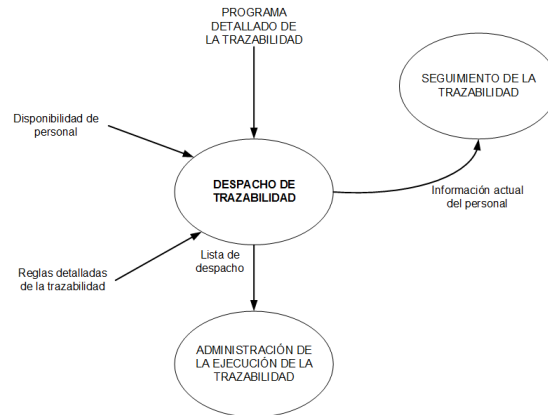 PROGRAMA
DETALLADO DE
LA TRAZABILIDAD
SEGUIMIENTO DE LA
TRAZABILIDAD
Disponibilidad de
personal
DESPACHO DE
TRAZABILIDAD
Información actual
del personal
Lista de
despacho
Reglas detalladas
de la trazabilidad
ADMINISTRACIÓN DE
LA EJECUCIÓN DE LA
TRAZABILIDAD